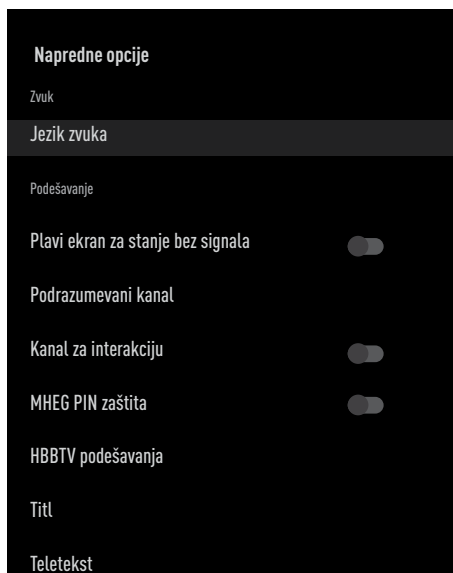 Napredne opcije
Zvuk
Jezik zvuka
Podešavanje
Plavi ekran za stanje bez signala
Podrazumevani kanal
Kanal za interakciju
MHEG PIN zaštita
HBBTV podešavanja
Titl
Teletekst